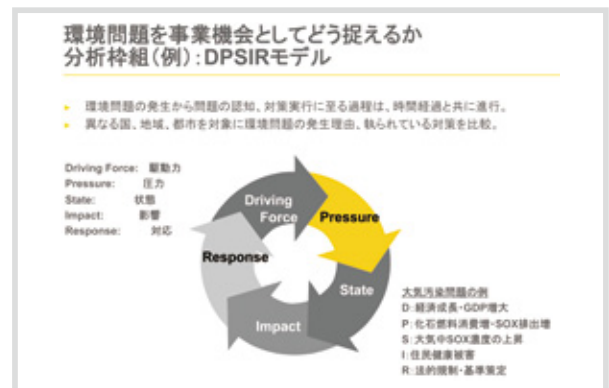 環境問題を事業機会としてどう捉えるか
分析枠組(例):DPSIRモデル
環境問題の発生から問題の認知、対策実行に至る過程は、時間経過と共に進行。
異なる国、地域、都市を対象に環境問題の発生理由、執られている対策を比較。
Driving Force: 駆動力
Pressure: 圧力
State: 状態
Impact: 影響
Response: 対応
Driving
Force
Pressure
Response
State
Impact
大気汚染問題の例
D:経済成長・GDP増大
P:化石燃料消費増・SOX排出増
S:大気中SOX濃度の上昇
I:住民健康被害
R:法的規制・基準策定